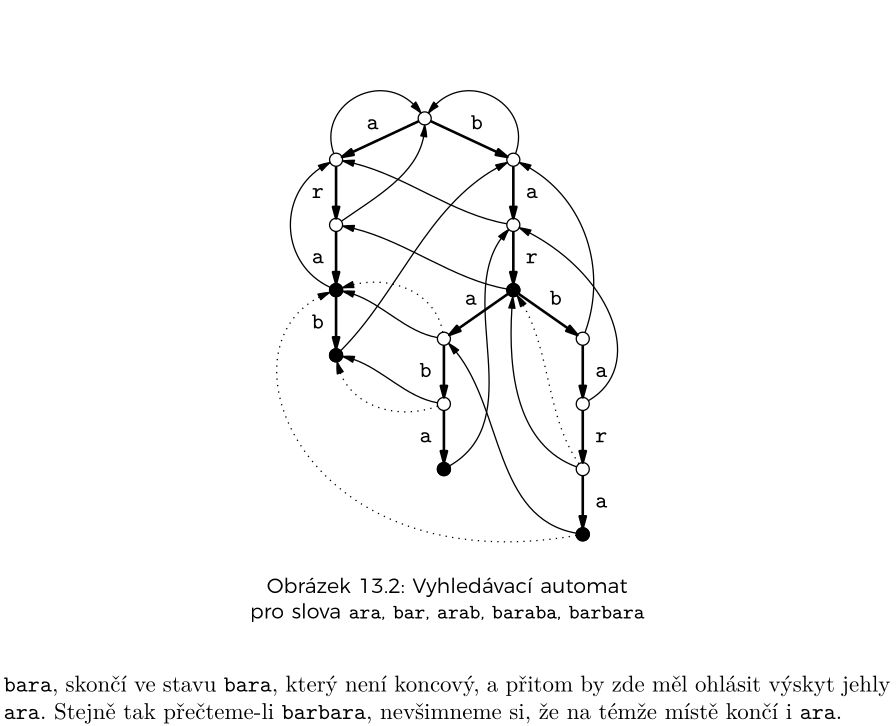 a b
r a
a r
a b
b
b a
a r
a
Obrázek 13.2: Vyhledávací automat
pro slova ara, bar, arab, baraba, barbara
bara, skončí ve stavu bara, který není koncový, a přitom by zde měl ohlásit výskyt jehly
ara. Stejně tak přečteme-li barbara, nevšimneme si, že na témže místě končí i ara.